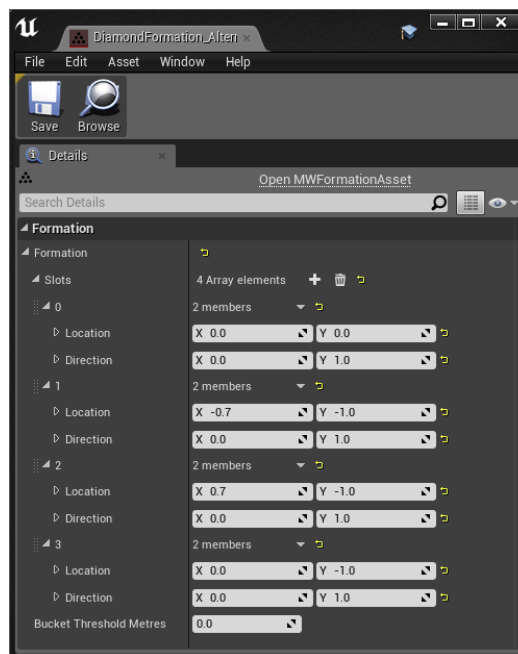 DiamondFormation_Altern
File Edit Asset Window Help
Save Browse
Details
Open MWFormationAsset
Search Details
Formation
Formation
Slots 4 Array elements
0 2 members
Location X 0.0 Y 0.0
Direction X 0.0 Y 1.0
1 2 members
Location X -0.7 Y -1.0
Direction X 0.0 Y 1.0
2 2 members
Location X 0.7 Y -1.0
Direction X 0.0 Y 1.0
3 2 members
Location X 0.0 Y -1.0
Direction X 0.0 Y 1.0
Bucket Threshold Metres 0.0